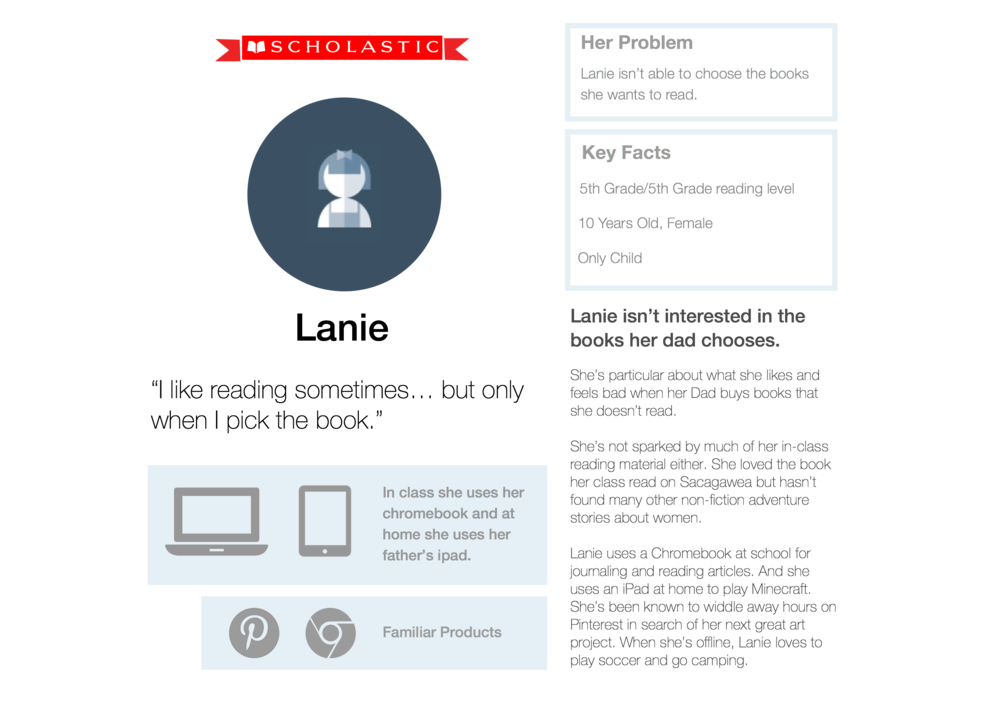 SCHOLASTIC
Lanie
“I like reading sometimes… but only
when I pick the book.”
In class she uses her
chromebook and at
home she uses her
father’s ipad.
Familiar Products
Her Problem
Lanie isn’t able to choose the books
she wants to read.
Key Facts
5th Grade/5th Grade reading level
10 Years Old, Female
Only Child
Lanie isn’t interested in the
books her dad chooses.
She’s particular about what she likes and
feels bad when her Dad buys books that
she doesn’t read.
She’s not sparked by much of her in-class
reading material either. She loved the book
her class read on Sacagawea but hasn’t
found many other non-fiction adventure
stories about women.
Lanie uses a Chromebook at school for
journaling and reading articles. And she
uses an iPad at home to play Minecraft.
She’s been known to widdle away hours on
Pinterest in search of her next great art
project. When she’s offline, Lanie loves to
play soccer and go camping.